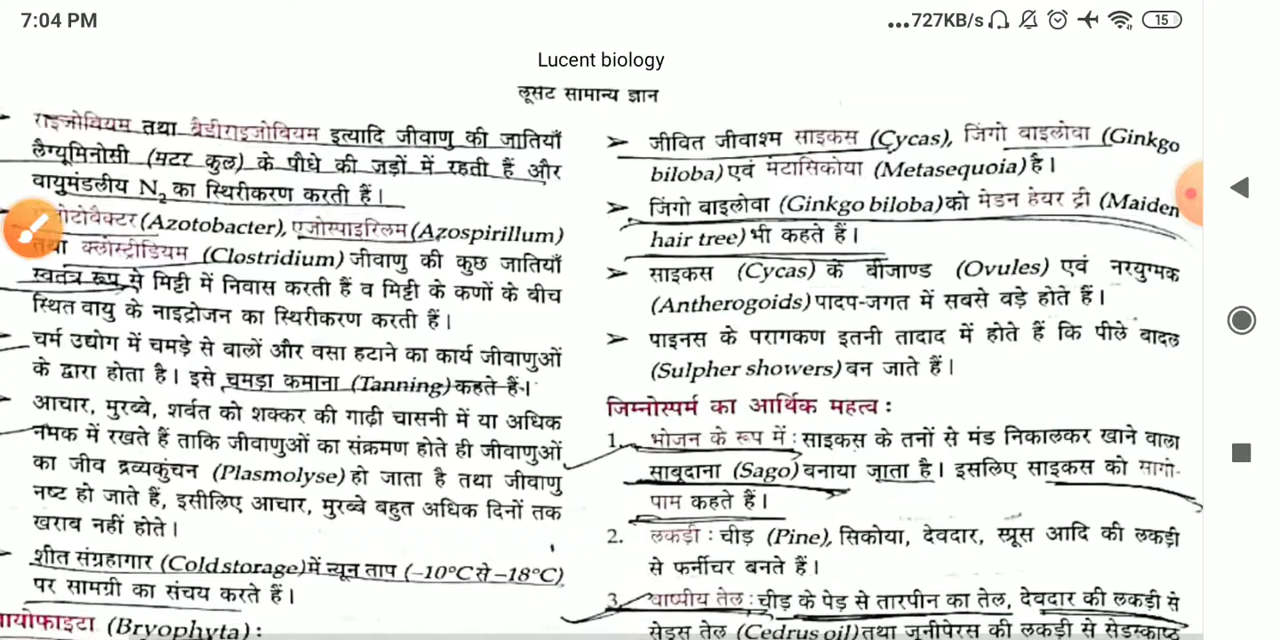 7:04 PM
...727KB/s
15
Lucent biology
लूसेंट सामान्य ज्ञान
राइजोबियम तथा ब्रैडीराइजोबियम इत्यादि जीवाणु की जातियाँ
लैग्यूमिनोसी (मटर कुल) के पौधे की जड़ों में रहती हैं और
वायुमंडलीय N₂ का स्थिरीकरण करती हैं।
(Azotobacter), एजोस्पाइरिलम (Azospirillum)
तथा क्लोस्ट्रीडियम (Clostridium) जीवाणु की कुछ जातियाँ
स्वतंत्र रूप से मिट्टी में निवास करती हैं व मिट्टी के कणों के बीच
स्थित वायु के नाइट्रोजन का स्थिरीकरण करती हैं।
चर्म उद्योग में चमड़े से बालों और वसा हटाने का कार्य जीवाणुओं
के द्वारा होता है। इसे चमड़ा कमाना (Tanning) कहते हैं।
आचार, मुरब्बे, शर्बत को शक्कर की गाढ़ी चासनी में या अधिक
नमक में रखते हैं ताकि जीवाणुओं का संक्रमण होते ही जीवाणुओं
का जीव द्रव्यकुंचन (Plasmolyse) हो जाता है तथा जीवाणु
नष्ट हो जाते हैं, इसीलिए आचार, मुरब्बे बहुत अधिक दिनों तक
खराब नहीं होते।
शीत संग्रहागार (Cold storage) में न्यून ताप (–10°C से –18°C)
पर सामग्री का संचय करते हैं।
ायोफाइटा (Bryophyta) :
➢ जीवित जीवाश्म साइकस (Cycas), जिंगो बाइलोवा (Ginkgo
biloba) एवं मेटासिकोया (Metasequoia) है।
➢ जिंगो बाइलोवा (Ginkgo biloba) को मेडन हेयर ट्री (Maiden
hair tree) भी कहते हैं।
➢ साइकस (Cycas) के बीजाण्ड (Ovules) एवं नरयुग्मक
(Antherogoids) पादप-जगत में सबसे बड़े होते हैं।
➢ पाइनस के परागकण इतनी तादाद में होते हैं कि पीले बादल
(Sulpher showers) बन जाते हैं।
जिम्नोस्पर्म का आर्थिक महत्व :
1. भोजन के रूप में : साइकस के तनों से मंड निकालकर खाने वाला
साबूदाना (Sago) बनाया जाता है। इसलिए साइकस को सागो-
पाम कहते हैं।
2. लकड़ी : चीड़ (Pine), सिकोया, देवदार, स्प्रूस आदि की लकड़ी
से फर्नीचर बनते हैं।
3. वाष्पीय तेल : चीड़ के पेड़ से तारपीन का तेल, देवदार की लकड़ी से
सेड्रस तेल (Cedrus oil) तथा जूनीपेरस की लकड़ी से सेडस्काष्ठ